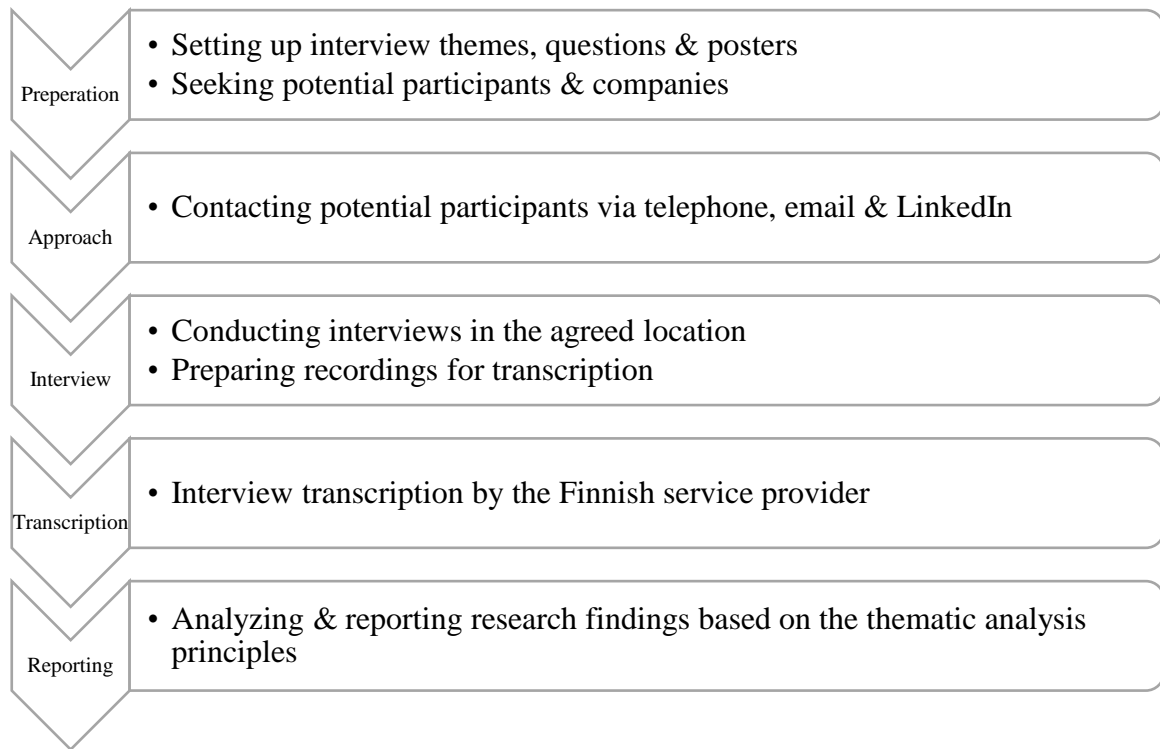 Preperation
• Setting up interview themes, questions & posters
• Seeking potential participants & companies
Approach
• Contacting potential participants via telephone, email & LinkedIn
Interview
• Conducting interviews in the agreed location
• Preparing recordings for transcription
Transcription
• Interview transcription by the Finnish service provider
Reporting
• Analyzing & reporting research findings based on the thematic analysis
principles